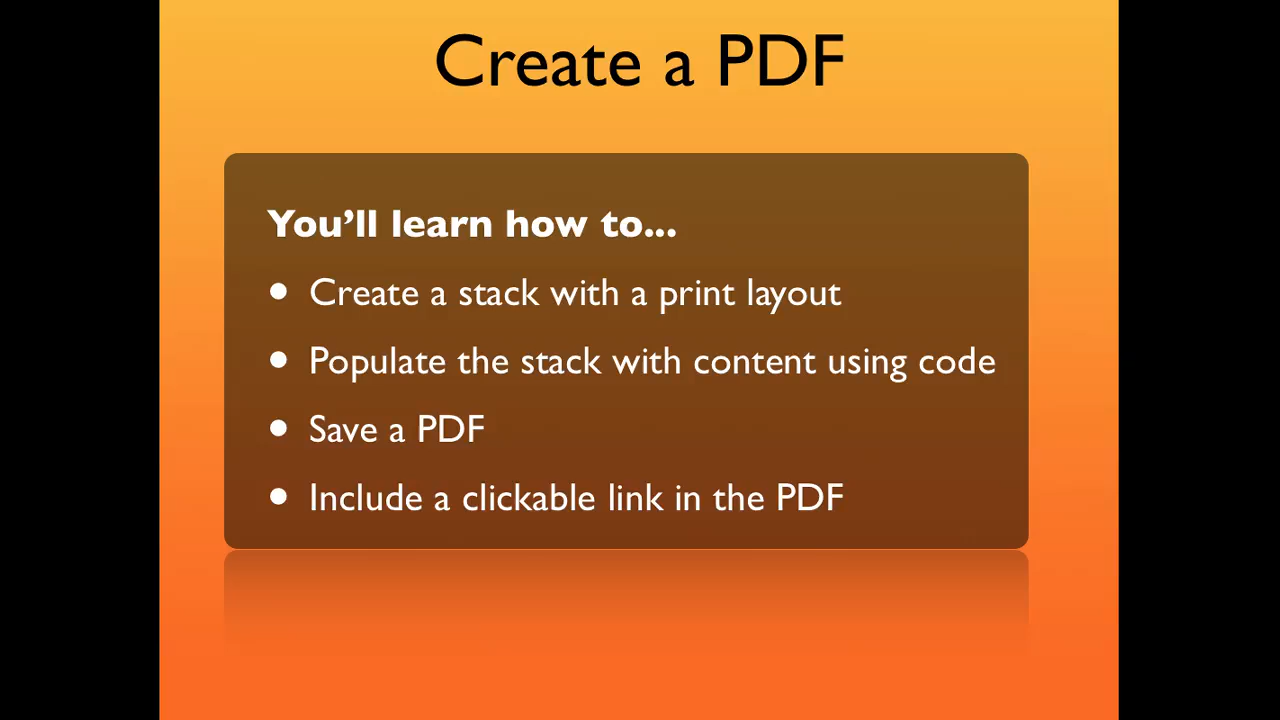 Create a PDF
You’ll learn how to...
• Create a stack with a print layout
• Populate the stack with content using code
• Save a PDF
• Include a clickable link in the PDF